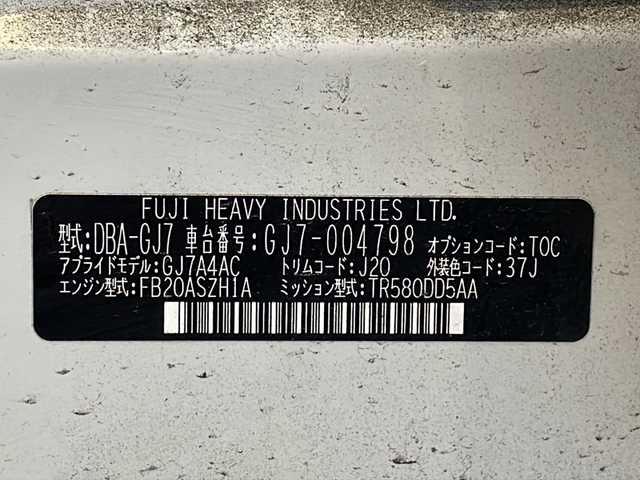 FUJI HEAVY INDUSTRIES LTD.
型式:DBA-GJ7 車台番号:GJ7-004798 オプションコード:TOC
アプライドモデル:GJ7A4AC トリムコード:J20 外装色コード:37J
エンジン型式:FB20ASZH1A ミッション型式:TR580DD5AA